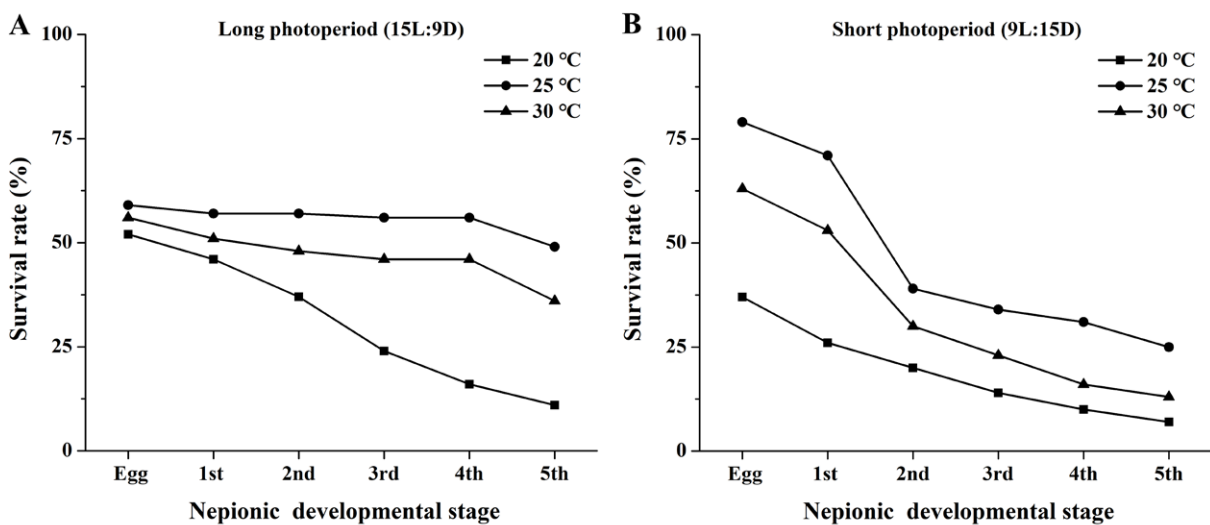 A
Long photoperiod (15L:9D)
20 °C
25 °C
30 °C
100
75
50
25
0
Survival rate (%)
Egg 1st 2nd 3rd 4th 5th
Nepionic developmental stage
B
Short photoperiod (9L:15D)
20 °C
25 °C
30 °C
100
75
50
25
0
Survival rate (%)
Egg 1st 2nd 3rd 4th 5th
Nepionic developmental stage